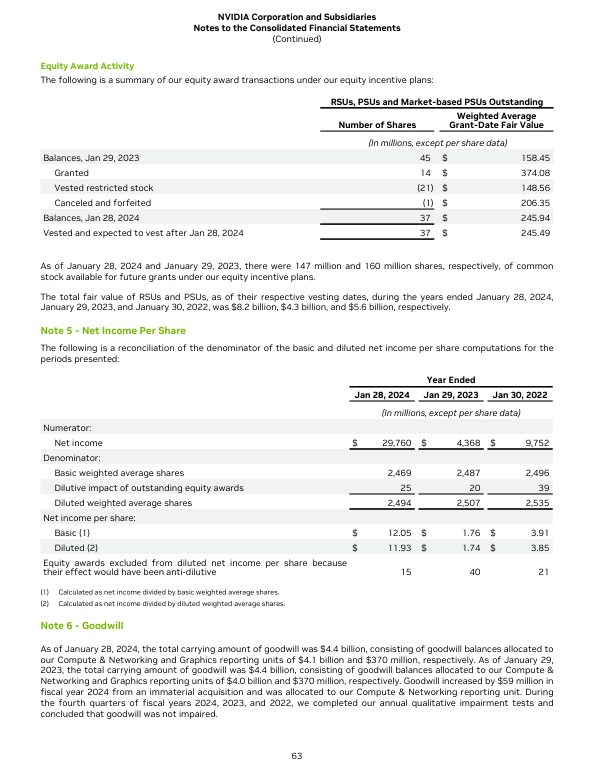 NVIDIA Corporation and Subsidiaries
Notes to the Consolidated Financial Statements
(Continued)
Equity Award Activity
The following is a summary of our equity award transactions under our equity incentive plans:
RSUs, PSUs and Market-based PSUs Outstanding
Number of Shares Weighted Average Grant-Date Fair Value
(In millions, except per share data)
Balances, Jan 29, 2023 45 $ 158.45
Granted 14 $ 374.08
Vested restricted stock (21) $ 148.56
Canceled and forfeited (1) $ 206.35
Balances, Jan 28, 2024 37 $ 245.94
Vested and expected to vest after Jan 28, 2024 37 $ 245.49
As of January 28, 2024 and January 29, 2023, there were 147 million and 160 million shares, respectively, of common
stock available for future grants under our equity incentive plans.
The total fair value of RSUs and PSUs, as of their respective vesting dates, during the years ended January 28, 2024,
January 29, 2023, and January 30, 2022, was $8.2 billion, $4.3 billion, and $5.6 billion, respectively.
Note 5 - Net Income Per Share
The following is a reconciliation of the denominator of the basic and diluted net income per share computations for the
periods presented:
Year Ended
Jan 28, 2024 Jan 29, 2023 Jan 30, 2022
(In millions, except per share data)
Numerator:
Net income $ 29,760 $ 4,368 $ 9,752
Denominator:
Basic weighted average shares 2,469 2,487 2,496
Dilutive impact of outstanding equity awards 25 20 39
Diluted weighted average shares 2,494 2,507 2,535
Net income per share:
Basic (1) $ 12.05 $ 1.76 $ 3.91
Diluted (2) $ 11.93 $ 1.74 $ 3.85
Equity awards excluded from diluted net income per share because
their effect would have been anti-dilutive 15 40 21
(1) Calculated as net income divided by basic weighted average shares.
(2) Calculated as net income divided by diluted weighted average shares.
Note 6 - Goodwill
As of January 28, 2024, the total carrying amount of goodwill was $4.4 billion, consisting of goodwill balances allocated to
our Compute & Networking and Graphics reporting units of $4.1 billion and $370 million, respectively. As of January 29,
2023, the total carrying amount of goodwill was $4.4 billion, consisting of goodwill balances allocated to our Compute &
Networking and Graphics reporting units of $4.0 billion and $370 million, respectively. Goodwill increased by $59 million in
fiscal year 2024 from an immaterial acquisition and was allocated to our Compute & Networking reporting unit. During
the fourth quarters of fiscal years 2024, 2023, and 2022, we completed our annual qualitative impairment tests and
concluded that goodwill was not impaired.
63